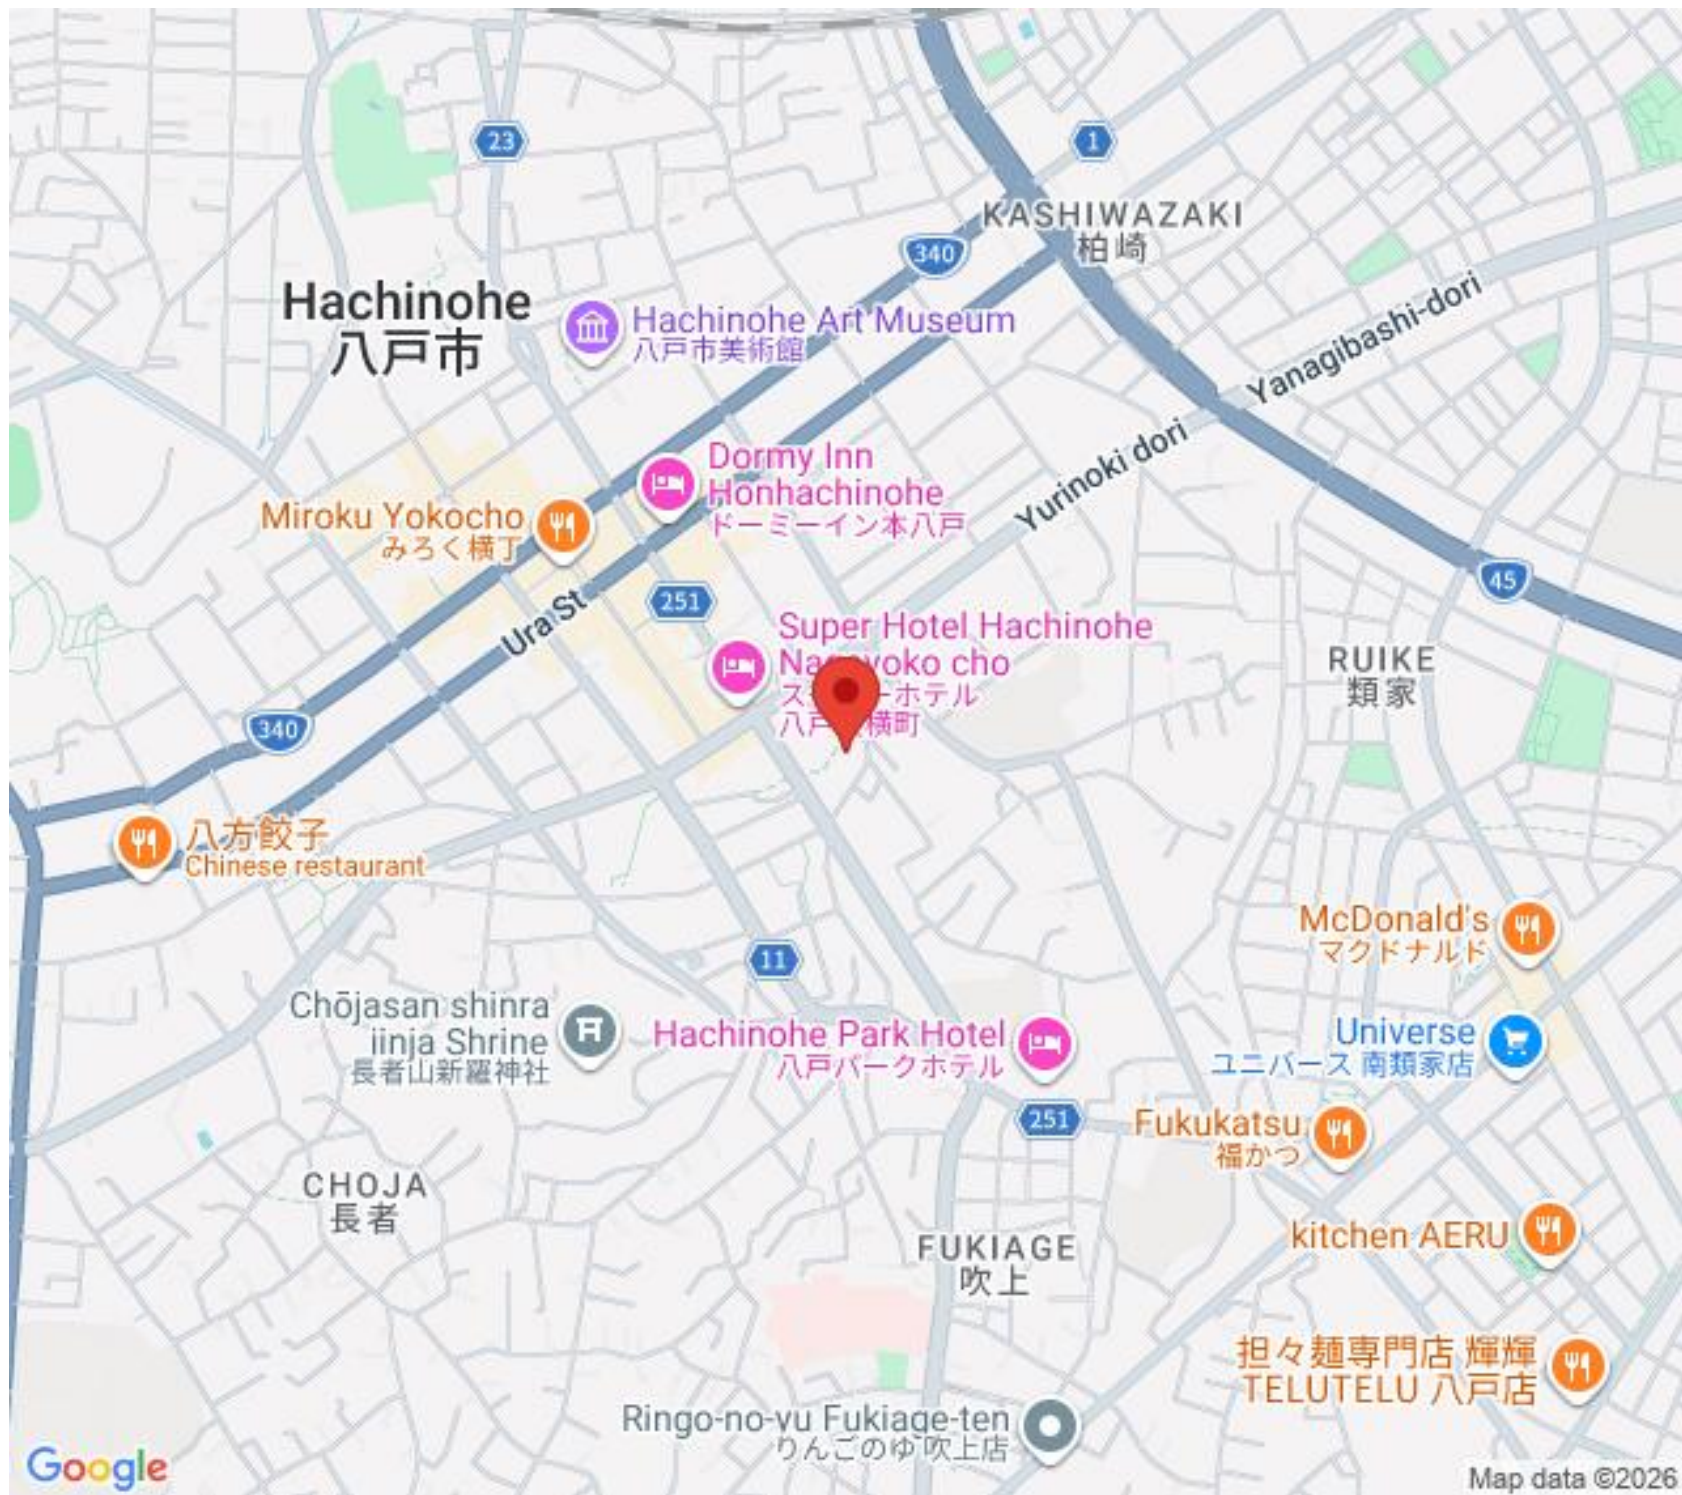 23
1
KASHIWAZAKI
柏崎
340
Hachinohe
八戸市
Hachinohe Art Museum
八戸市美術館
Yanagibashi-dori
Yurinoki dori
Dormy Inn
Honhachinohe
ドーミーイン本八戸
Miroku Yokocho
みろく横丁
251
Ura St
45
Super Hotel Hachinohe
cho
ホテル
八戸
横町
RUIKE
類家
340
八方餃子
Chinese restaurant
McDonald's
マクドナルド
11
Chōjasan shinra
jinja Shrine
長者山新羅神社
Hachinohe Park Hotel
八戸パークホテル
Universe
ユニバース 南類家店
251
Fukukatsu
福かつ
CHOJA
長者
kitchen AERU
FUKIAGE
吹上
担々麺専門店 輝輝
TELUTELU 八戸店
Ringo-no-yu Fukiage-ten
りんごのゆ 吹上店
Google
Map data ©2026